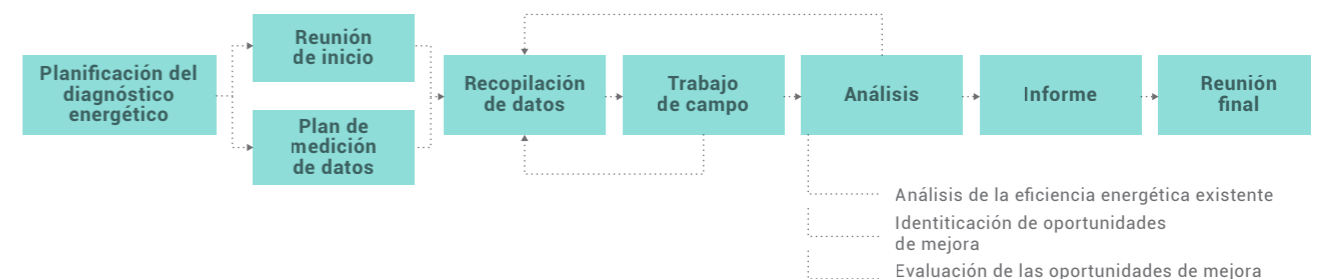 Planificación del
diagnóstico
energético
Reunión
de inicio
Plan de
medición
de datos
Recopilación
de datos
Trabajo
de campo
Análisis
Informe
Reunión
final
Análisis de la eficiencia energética existente
Identiticación de oportunidades
de mejora
Evaluación de las oportunidades de mejora